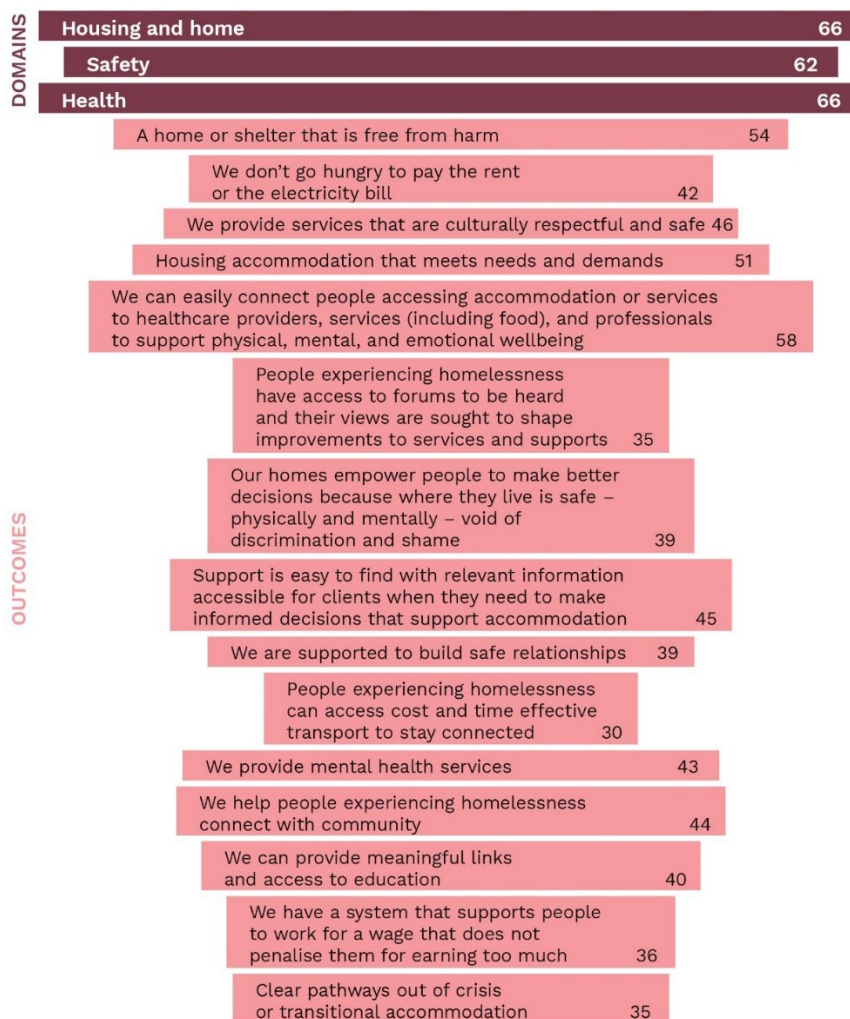 DOMAINS
Housing and home 66
Safety 62
Health 66
OUTCOMES
A home or shelter that is free from harm 54
We don’t go hungry to pay the rent
or the electricity bill 42
We provide services that are culturally respectful and safe 46
Housing accommodation that meets needs and demands 51
We can easily connect people accessing accommodation or services
to healthcare providers, services (including food), and professionals
to support physical, mental, and emotional wellbeing 58
People experiencing homelessness
have access to forums to be heard
and their views are sought to shape
improvements to services and supports 35
Our homes empower people to make better
decisions because where they live is safe –
physically and mentally – void of
discrimination and shame 39
Support is easy to find with relevant information
accessible for clients when they need to make
informed decisions that support accommodation 45
We are supported to build safe relationships 39
People experiencing homelessness
can access cost and time effective
transport to stay connected 30
We provide mental health services 43
We help people experiencing homelessness
connect with community 44
We can provide meaningful links
and access to education 40
We have a system that supports people
to work for a wage that does not
penalise them for earning too much 36
Clear pathways out of crisis
or transitional accommodation 35